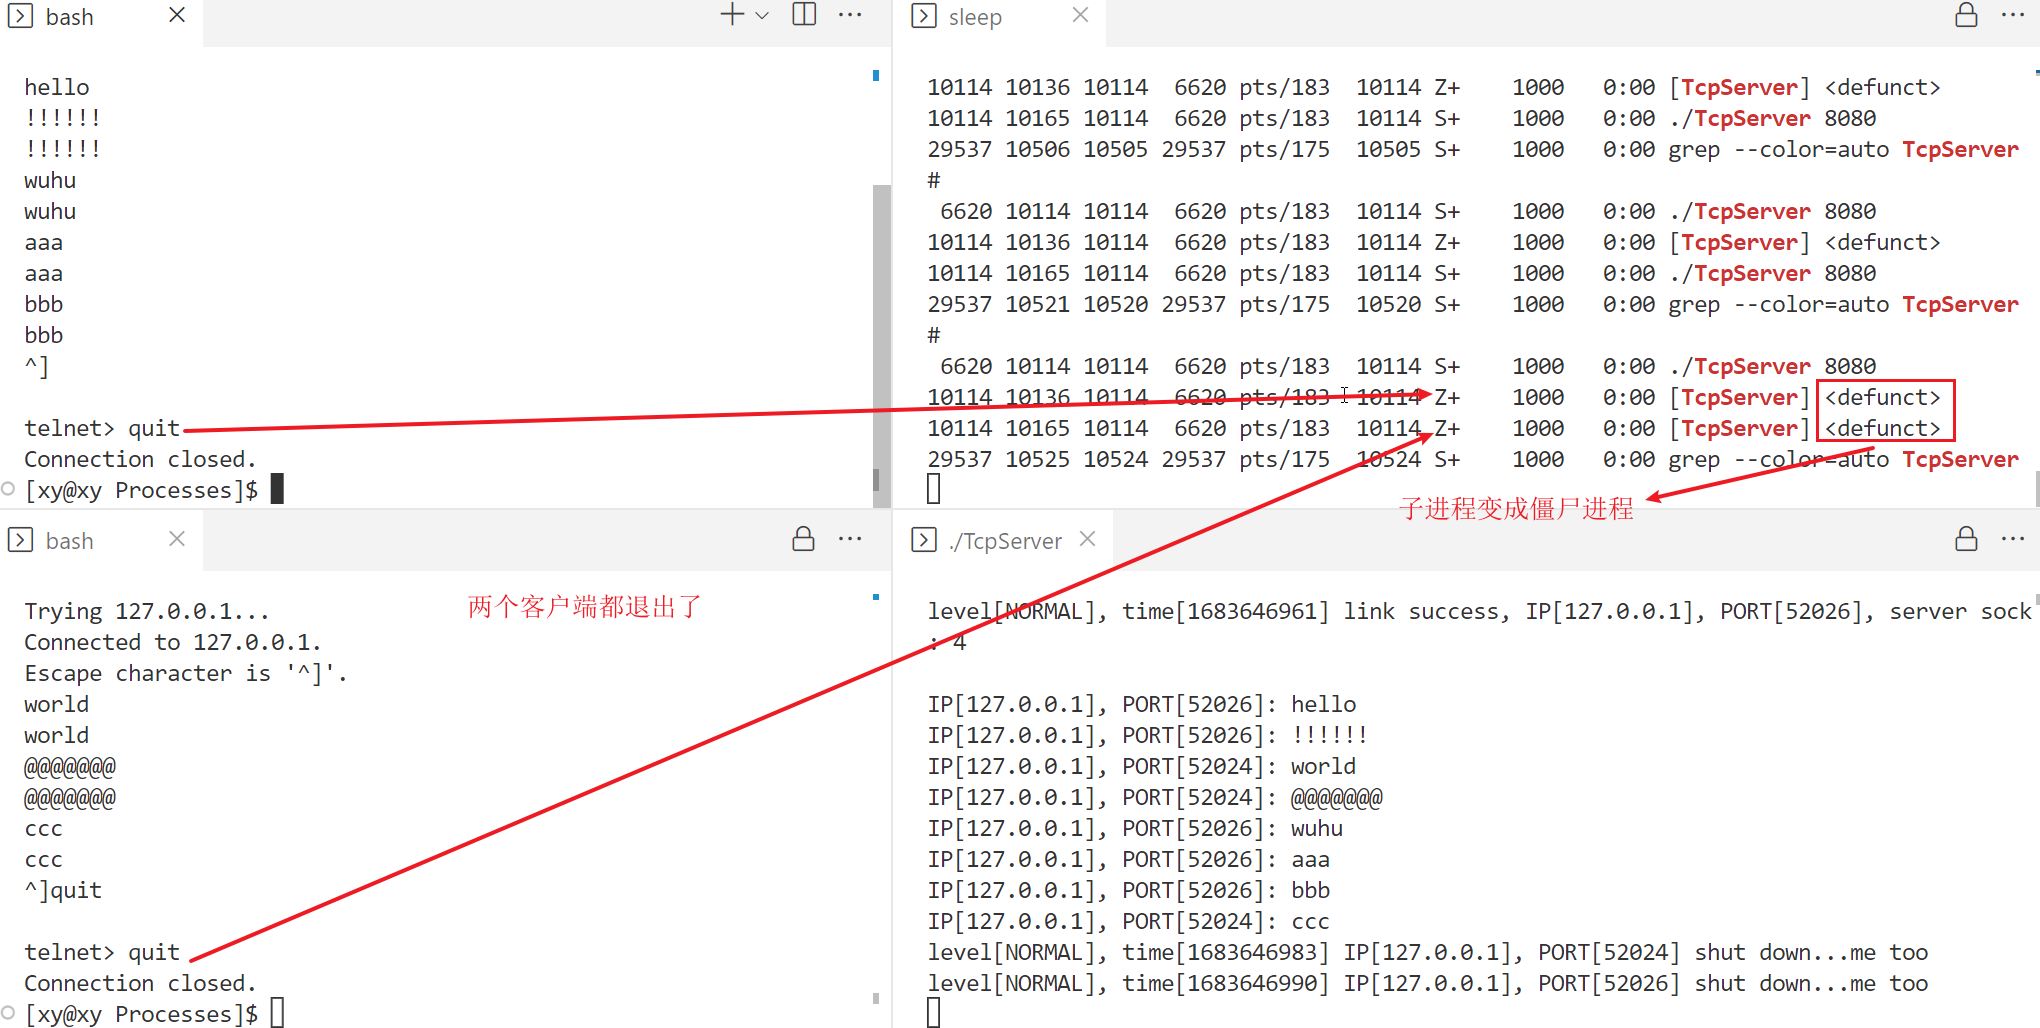 bash
hello
!!!!!!
!!!!!!
wuhu
wuhu
aaa
aaa
bbb
bbb
^]
telnet> quit
Connection closed.
[xy@xy Processes]$
sleep
10114 10136 10114  6620 pts/183  10114 Z+    1000   0:00 [TcpServer] <defunct>
10114 10165 10114  6620 pts/183  10114 S+    1000   0:00 ./TcpServer 8080
29537 10506 10505 29537 pts/175  10505 S+    1000   0:00 grep --color=auto TcpServer
#
 6620 10114 10114  6620 pts/183  10114 S+    1000   0:00 ./TcpServer 8080
10114 10136 10114  6620 pts/183  10114 Z+    1000   0:00 [TcpServer] <defunct>
10114 10165 10114  6620 pts/183  10114 S+    1000   0:00 ./TcpServer 8080
29537 10521 10520 29537 pts/175  10520 S+    1000   0:00 grep --color=auto TcpServer
#
 6620 10114 10114  6620 pts/183  10114 S+    1000   0:00 ./TcpServer 8080
10114 10136 10114  6620 pts/183  10114 Z+    1000   0:00 [TcpServer] <defunct>
10114 10165 10114  6620 pts/183  10114 Z+    1000   0:00 [TcpServer] <defunct>
29537 10525 10524 29537 pts/175  10524 S+    1000   0:00 grep --color=auto TcpServer
子进程变成僵尸进程
bash
两个客户端都退出了
Trying 127.0.0.1...
Connected to 127.0.0.1.
Escape character is '^]'.
world
world
@@@@@@@
@@@@@@@
ccc
ccc
^]quit
telnet> quit
Connection closed.
[xy@xy Processes]$
./TcpServer
level[NORMAL], time[1683646961] link success, IP[127.0.0.1], PORT[52026], server sock
: 4
IP[127.0.0.1], PORT[52026]: hello
IP[127.0.0.1], PORT[52026]: !!!!!!
IP[127.0.0.1], PORT[52024]: world
IP[127.0.0.1], PORT[52024]: @@@@@@@
IP[127.0.0.1], PORT[52026]: wuhu
IP[127.0.0.1], PORT[52026]: aaa
IP[127.0.0.1], PORT[52026]: bbb
IP[127.0.0.1], PORT[52024]: ccc
level[NORMAL], time[1683646983] IP[127.0.0.1], PORT[52024] shut down...me too
level[NORMAL], time[1683646990] IP[127.0.0.1], PORT[52026] shut down...me too